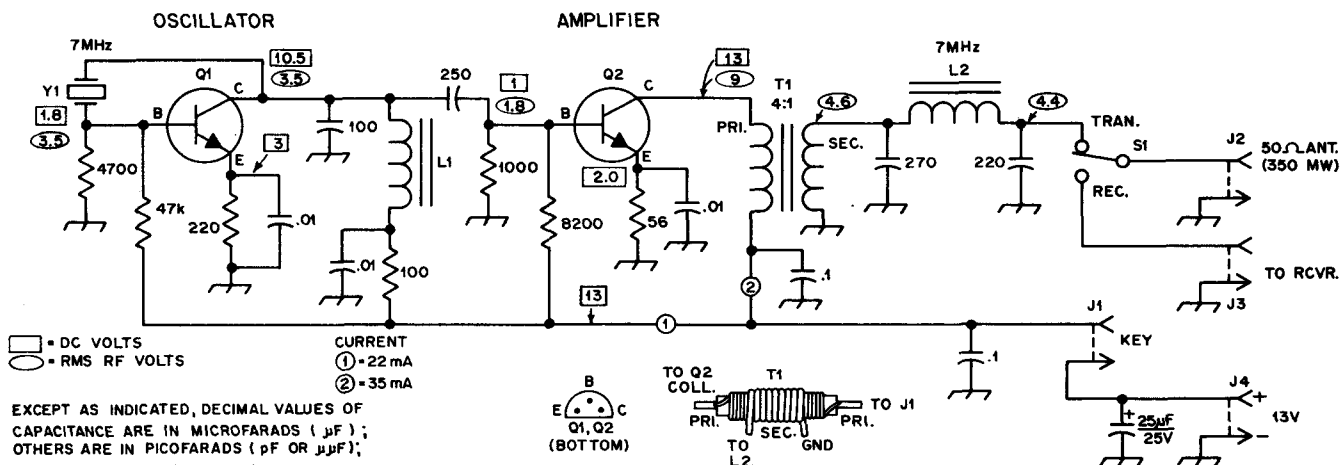 OSCILLATOR
AMPLIFIER
7MHz
Y1
1.8
3.5
10.5
3.5
Q1
C
B
E
3
4700
47k
220
.01
100
L1
.01
100
250
1
1.8
1000
8200
Q2
C
B
E
2.0
56
.01
13
9
T1
4:1
PRI.
SEC.
4.6
7MHz
L2
4.4
270
220
TRAN.
S1
REC.
J2
50Ω ANT.
(350 MW)
TO RCVR.
J3
.1
2
13
1
.1
J1
KEY
J4
+
13V
-
+
25µF
25V
= DC VOLTS
= RMS RF VOLTS
CURRENT
1 = 22 mA
2 = 35 mA
B
E C
Q1, Q2
(BOTTOM)
TO Q2
COLL.
T1
TO J1
PRI.
SEC.
PRI.
TO
L2
GND
EXCEPT AS INDICATED, DECIMAL VALUES OF
CAPACITANCE ARE IN MICROFARADS (µF);
OTHERS ARE IN PICOFARADS (pF OR µµF);